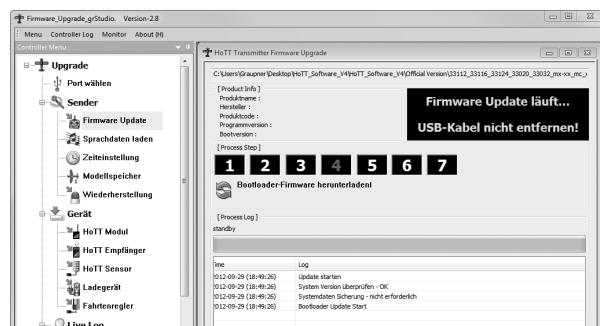 Firmware_Upgrade_grStudio.   Version-2.8
Menu   Controller Log   Monitor   About (H)
Controller Menu
Upgrade
Port wählen
Sender
Firmware Update
Sprachdaten laden
Zeiteinstellung
Modellspeicher
Wiederherstellung
Gerät
HoTT Modul
HoTT Empfänger
HoTT Sensor
Ladegerät
Fahrtenregler
Live Log
HoTT Transmitter Firmware Upgrade
C:\Users\Graupner\Desktop\HoTT_Software_V4\HoTT_Software_V4\Official Version\33112_33116_33124_33020_33032_mx-xx_mc_
[ Product Info ]
Produktname :
Hersteller :
Produktcode :
Programmversion :
Bootversion :
Firmware Update läuft...
USB-Kabel nicht entfernen!
[ Process Step ]
1 2 3 4 5 6 7
Bootloader-Firmware herunterladen!
[ Process Log ]
standby
Time   Log
2012-09-29 (18:49:26)   Update starten
2012-09-29 (18:49:26)   System Version überprüfen - OK
2012-09-29 (18:49:26)   Systemdaten Sicherung - nicht erforderlich
2012-09-29 (18:49:26)   Bootloader Update Start